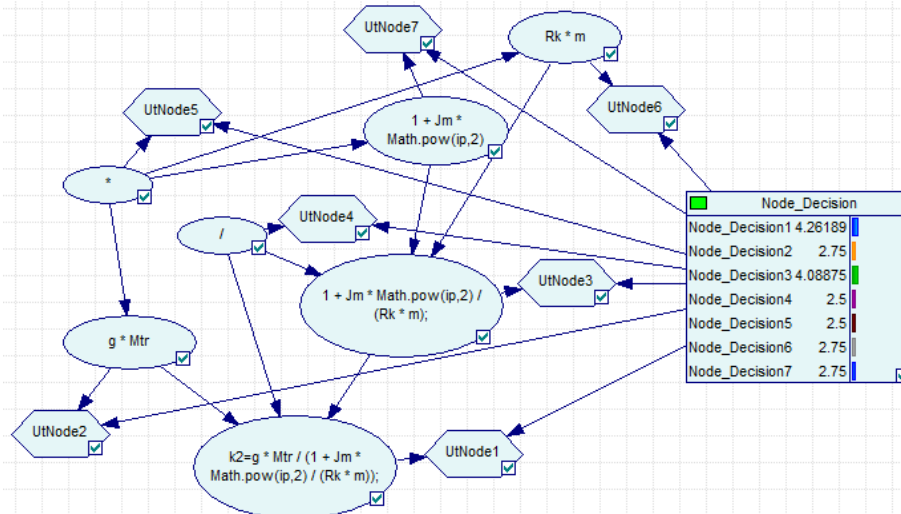 UtNode7
Rk * m
UtNode5
UtNode6
1 + Jm *
Math.pow(ip,2)
*
Node_Decision
Node_Decision1 4.26189
Node_Decision2 2.75
Node_Decision3 4.08875
Node_Decision4 2.5
Node_Decision5 2.5
Node_Decision6 2.75
Node_Decision7 2.75
UtNode4
/
UtNode3
1 + Jm * Math.pow(ip,2) /
(Rk * m);
g * Mtr
UtNode2
k2=g * Mtr / (1 + Jm *
Math.pow(ip,2) / (Rk * m));
UtNode1